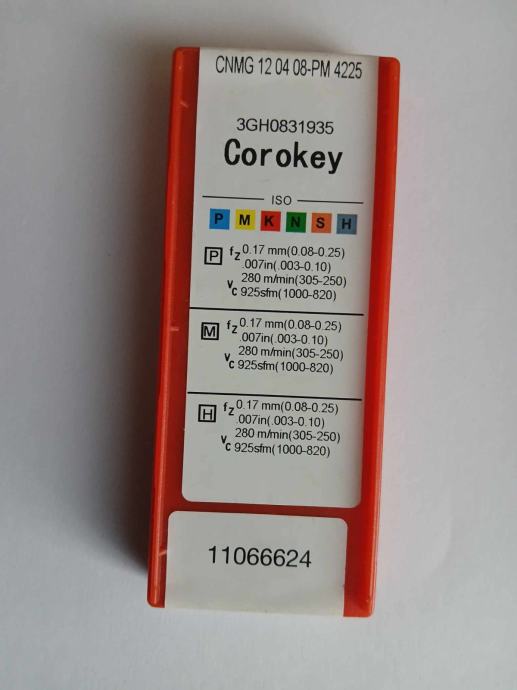 CNMG 12 04 08-PM 4225
3GH0831935
Corokey
ISO
P M K N S H
P fz 0.17 mm(0.08-0.25)
.007in(.003-0.10)
vc 280 m/min(305-250)
925sfm(1000-820)
M fz 0.17 mm(0.08-0.25)
.007in(.003-0.10)
vc 280 m/min(305-250)
925sfm(1000-820)
H fz 0.17 mm(0.08-0.25)
.007in(.003-0.10)
vc 280 m/min(305-250)
925sfm(1000-820)
11066624